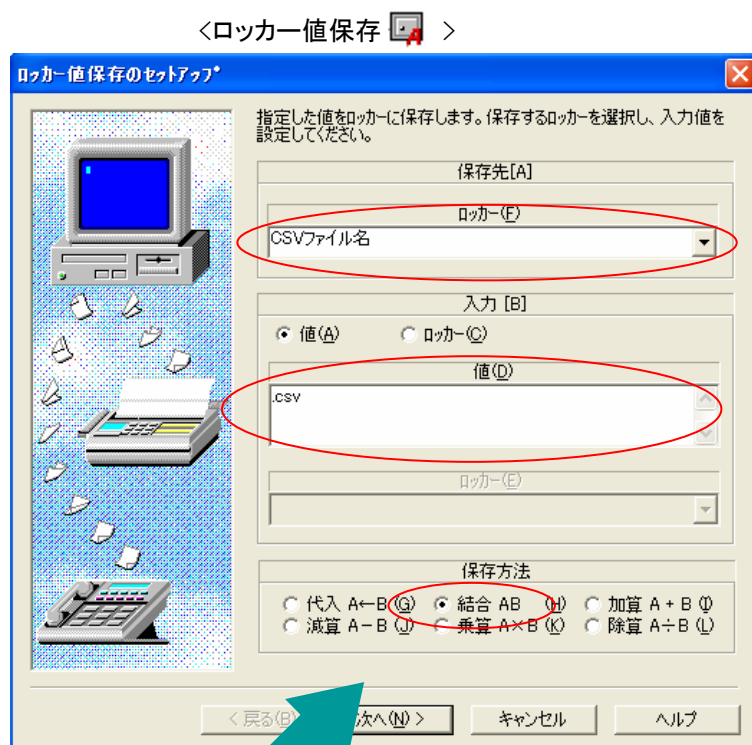 <ロッカー値保存 >
ロッカー値保存のセットアップ
指定した値をロッカーに保存します。保存するロッカーを選択し、入力値を
設定してください。
保存先[A]
ロッカー(F)
CSVファイル名
入力 [B]
値(A) ロッカー(C)
値(D)
.csv
ロッカー(E)
保存方法
代入 A←B (G) 結合 AB (H) 加算 A + B (I)
減算 A－B (J) 乗算 A×B (K) 除算 A÷B (L)
< 戻る(B) 次へ(N) > キャンセル ヘルプ